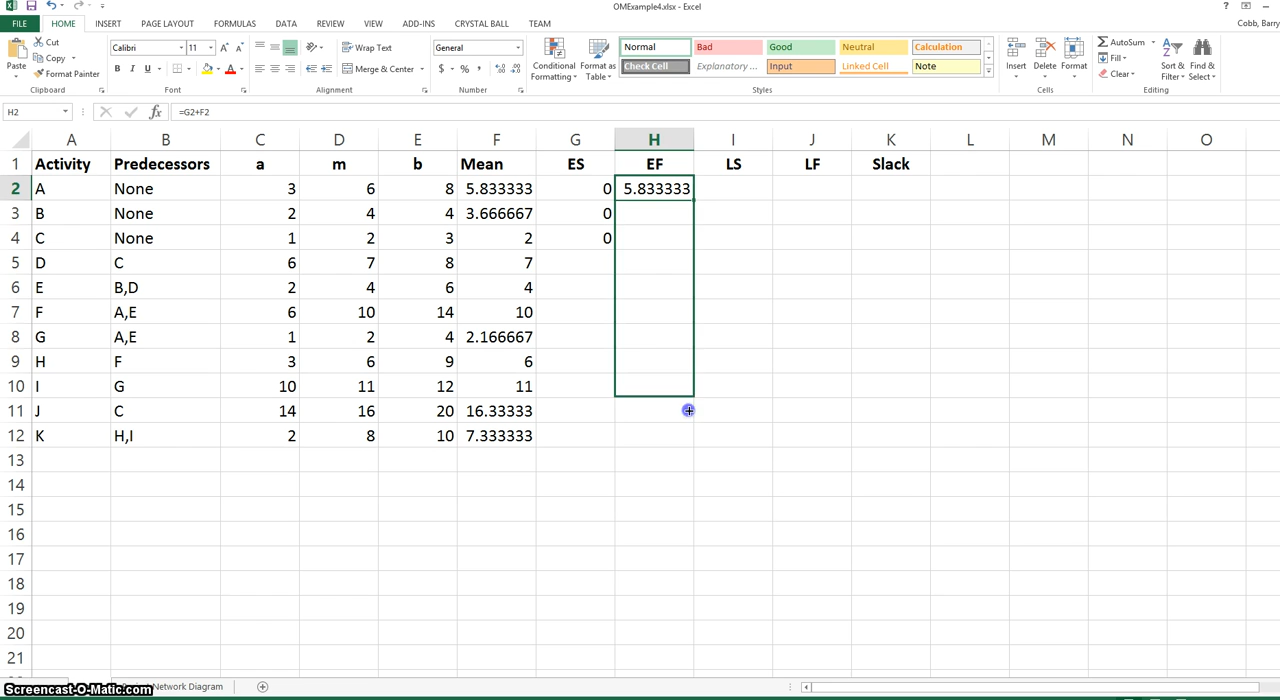 OMExample4.xlsx - Excel
FILE HOME INSERT PAGE LAYOUT FORMULAS DATA REVIEW VIEW ADD-INS CRYSTAL BALL TEAM
Cobb, Barry
Paste
Cut
Copy
Format Painter
Clipboard
Calibri 11
B I U
Font
Wrap Text
Merge & Center
Alignment
General
$ % ,
Number
Conditional Formatting
Format as Table
Normal Bad Good Neutral Calculation
Check Cell Explanatory ... Input Linked Cell Note
Styles
Insert Delete Format
Cells
AutoSum
Fill
Clear
Sort & Filter
Find & Select
Editing
H2 fx =G2+F2
A B C D E F G H I J K L M N O
1 Activity Predecessors a m b Mean ES EF LS LF Slack
2 A None 3 6 8 5.833333 0 5.833333
3 B None 2 4 4 3.666667 0
4 C None 1 2 3 2 0
5 D C 6 7 8 7
6 E B,D 2 4 6 4
7 F A,E 6 10 14 10
8 G A,E 1 2 4 2.166667
9 H F 3 6 9 6
10 I G 10 11 12 11
11 J C 14 16 20 16.33333
12 K H,I 2 8 10 7.333333
13
14
15
16
17
18
19
20
21
Network Diagram
Screencast-O-Matic.com